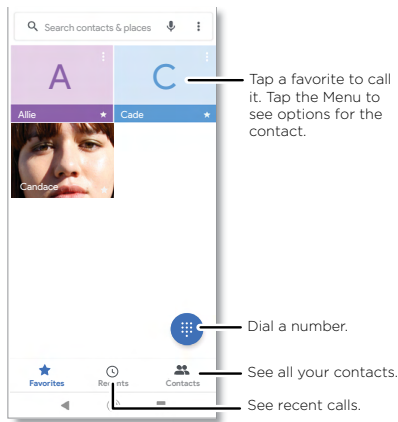 Search contacts & places
A
C
Tap a favorite to call
it. Tap the Menu to
see options for the
contact.
Allie
Cade
Candace
Dial a number.
Favorites
Recents
Contacts
See all your contacts.
See recent calls.